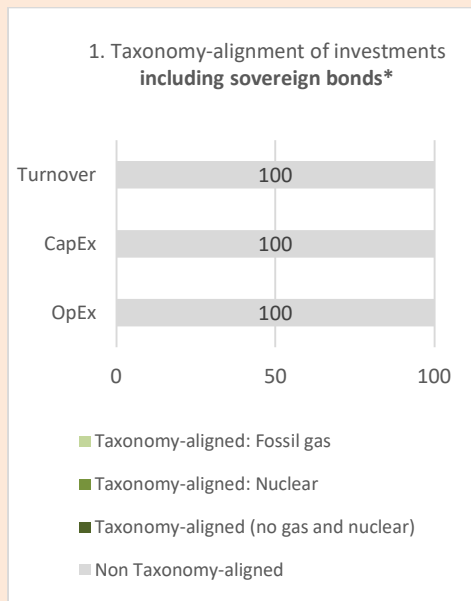 1. Taxonomy-alignment of investments
including sovereign bonds*
Turnover 100
CapEx 100
OpEx 100
0 50 100
Taxonomy-aligned: Fossil gas
Taxonomy-aligned: Nuclear
Taxonomy-aligned (no gas and nuclear)
Non Taxonomy-aligned